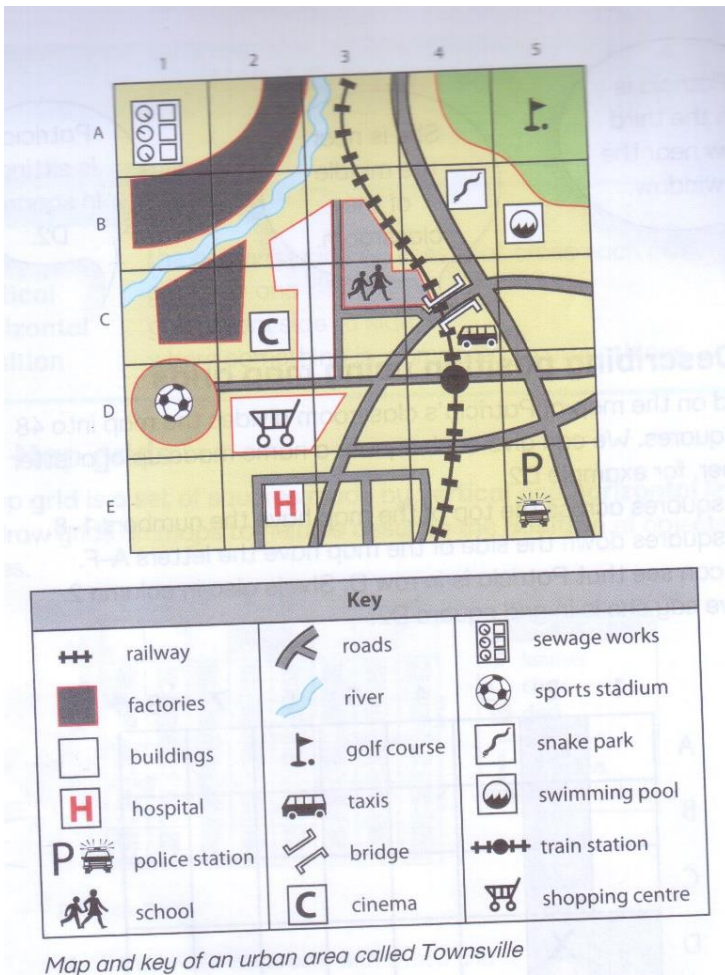 1 2 3 4 5
A
B
C
C
D
P
E
H
Key
railway
roads
sewage works
factories
river
sports stadium
buildings
golf course
snake park
H hospital
taxis
swimming pool
P police station
bridge
train station
school
C cinema
shopping centre
Map and key of an urban area called Townsville